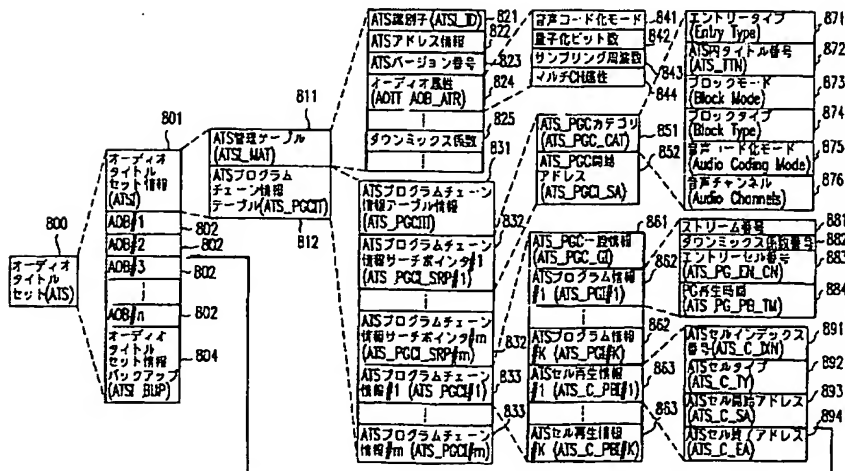 800
オーディオ
タイトル
セット(ATS)
801
オーディオ
タイトル
セット情報
(ATSI)
AOB#1
802
AOB#2
802
AOB#3
802
AOB#n
802
オーディオ
タイトル
セット情報
バックアップ
(ATSI_BUP)
804
811
ATS管理テーブル
(ATSI_MAT)
ATSプログラム
チェーン情報
テーブル(ATS_PGCIT)
812
ATS識別子(ATSI_ID)
821
ATSアドレス情報
822
ATSバージョン番号
823
オーディオ属性
(AOTT_AOB_ATR)
824
ダウンミックス係数
825
831
ATSプログラムチェーン
情報テーブル情報
(ATS_PGCITI)
832
ATSプログラムチェーン
情報サーチポインタ#1
(ATS_PGCI_SRP#1)
ATSプログラムチェーン
情報サーチポインタ#m
(ATS_PGCI_SRP#m)
832
ATSプログラムチェーン
情報#1 (ATS_PGCI#1)
833
833
ATSプログラムチェーン
情報#m (ATS_PGCI#m)
音声コード化モード
841
量子化ビット数
842
サンプリング周波数
843
マルチCH属性
844
ATS_PGCカテゴリ
(ATS_PGC_CAT)
851
ATS_PGC開始
アドレス
(ATS_PGCI_SA)
852
861
ATS_PGC一般情報
(ATS_PGC_GI)
ATSプログラム情報
#1 (ATS_PGI#1)
862
862
ATSプログラム情報
#K (ATS_PGI#K)
ATSセル再生情報
#1 (ATS_C_PBI#1)
863
863
ATSセル再生情報
#K (ATS_C_PBI#K)
エントリータイプ
(Entry Type)
871
ATS内タイトル番号
(ATS_TTN)
872
ブロックモード
(Block Mode)
873
ブロックタイプ
(Block Type)
874
音声コード化モード
(Audio Coding Mode)
875
音声チャンネル
(Audio Channels)
876
ストリーム番号
881
ダウンミックス係数番号
882
エントリーセル番号
(ATS_PG_EN_CN)
883
PG再生時間
(ATS_PG_PB_TM)
884
ATSセルインデックス
番号(ATS_C_IXN)
891
ATSセルタイプ
(ATS_C_TY)
892
ATSセル開始アドレス
(ATS_C_SA)
893
ATSセル終了アドレス
(ATS_C_EA)
894